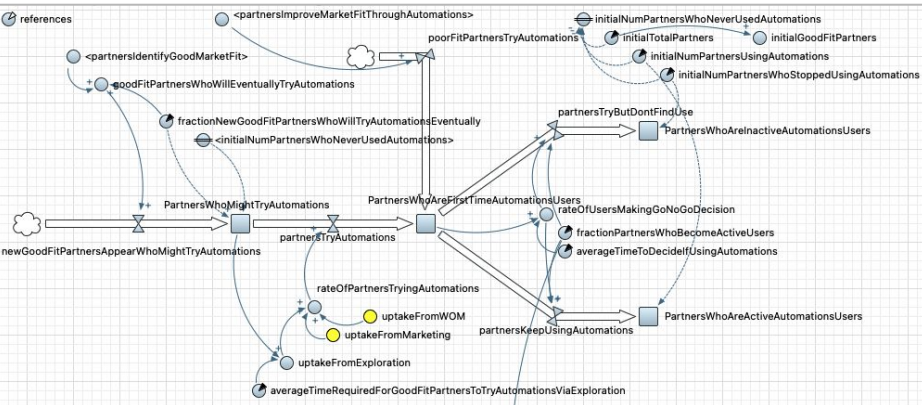 references
<partnersImproveMarketFitThroughAutomations>
initialNumPartnersWhoNeverUsedAutomations
poorFitPartnersTryAutomations
initialTotalPartners
initialGoodFitPartners
<partnersIdentifyGoodMarketFit>
initialNumPartnersUsingAutomations
initialNumPartnersWhoStoppedUsingAutomations
goodFitPartnersWhoWillEventuallyTryAutomations
partnersTryButDontFindUse
fractionNewGoodFitPartnersWhoWillTryAutomationsEventually
PartnersWhoAreInactiveAutomationsUsers
<initialNumPartnersWhoNeverUsedAutomations>
PartnersWhoMightTryAutomations
PartnersWhoAreFirstTimeAutomationsUsers
rateOfUsersMakingGoNoGoDecision
fractionPartnersWhoBecomeActiveUsers
partnersTryAutomations
newGoodFitPartnersAppearWhoMightTryAutomations
averageTimeToDecideIfUsingAutomations
rateOfPartnersTryingAutomations
uptakeFromWOM
PartnersWhoAreActiveAutomationsUsers
partnersKeepUsingAutomations
uptakeFromMarketing
uptakeFromExploration
averageTimeRequiredForGoodFitPartnersToTryAutomationsViaExploration